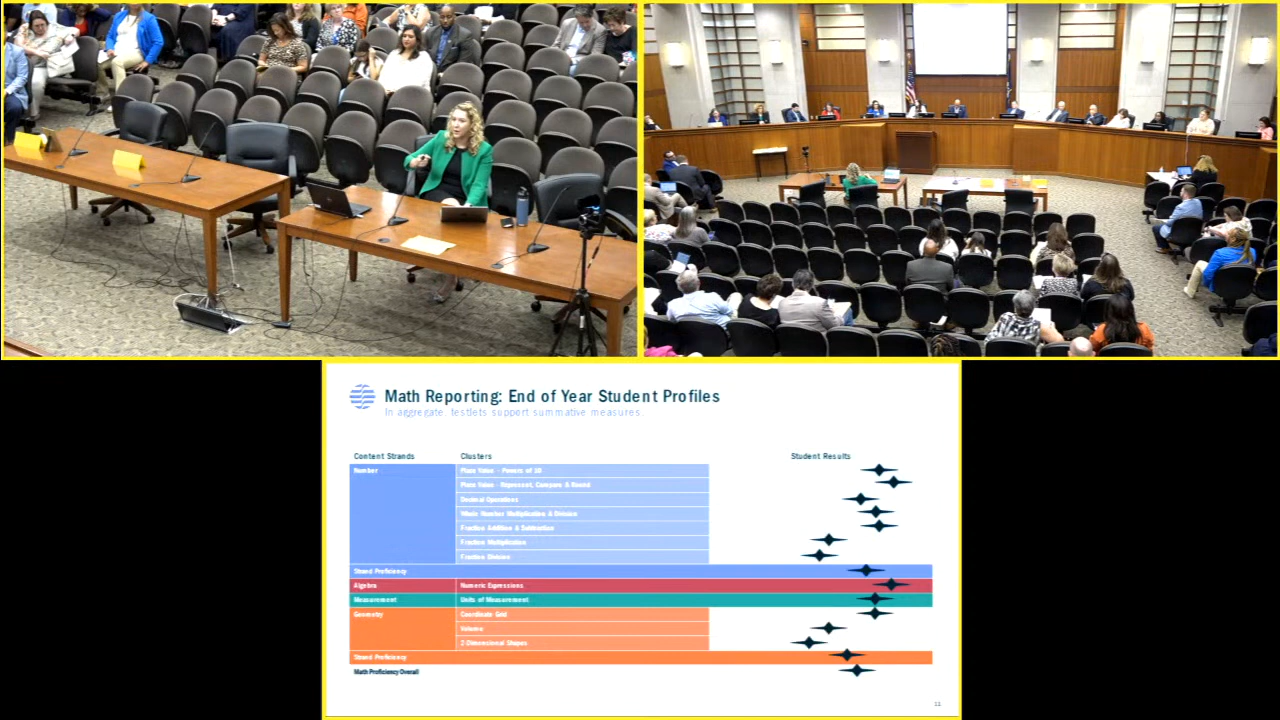 Math Reporting: End of Year Student Profiles
In aggregate, testlets support summative measures.
Content Strands
Clusters
Student Results
Number
Place Value - Powers of 10
Place Value - Represent, Compare & Round
Decimal Operations
Whole Number Multiplication & Division
Fraction Addition & Subtraction
Fraction Multiplication
Fraction Division
Strand Proficiency
Algebra
Numeric Expressions
Measurement
Units of Measurement
Geometry
Coordinate Grid
Volume
2-Dimensional Shapes
Strand Proficiency
Math Proficiency Overall
11